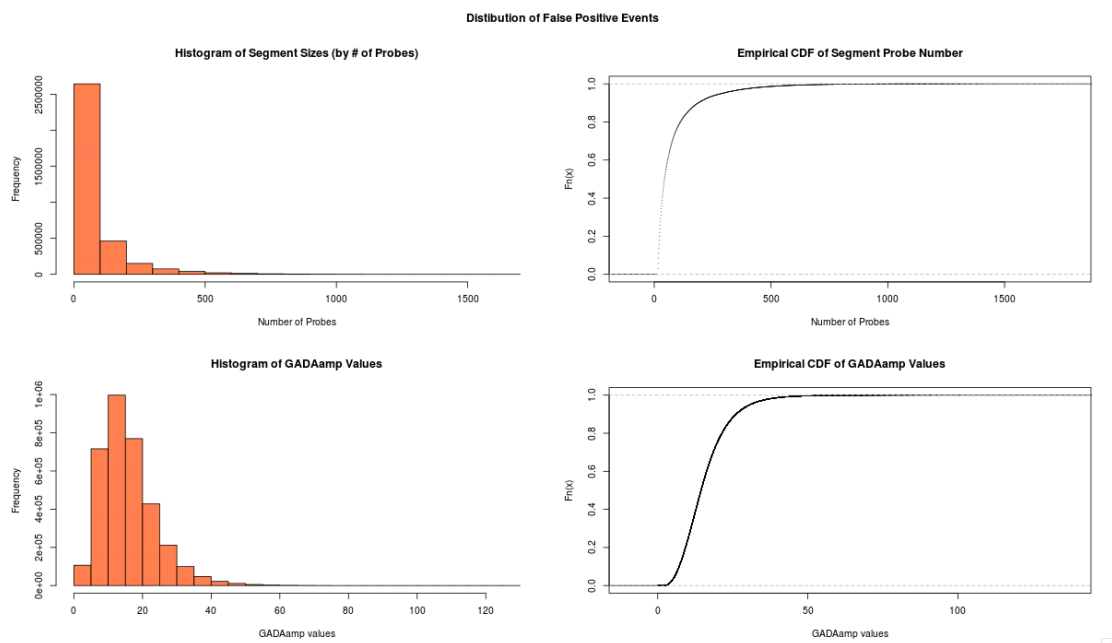 Distibution of False Positive Events
Histogram of Segment Sizes (by # of Probes)
Frequency
0 500000 1500000 2500000
0 500 1000 1500
Number of Probes
Empirical CDF of Segment Probe Number
Fn(x)
0.0 0.2 0.4 0.6 0.8 1.0
0 500 1000 1500
Number of Probes
Histogram of GADAamp Values
Frequency
0e+00 2e+05 4e+05 6e+05 8e+05 1e+06
0 20 40 60 80 100 120
GADAamp values
Empirical CDF of GADAamp Values
Fn(x)
0.0 0.2 0.4 0.6 0.8 1.0
0 50 100
GADAamp values